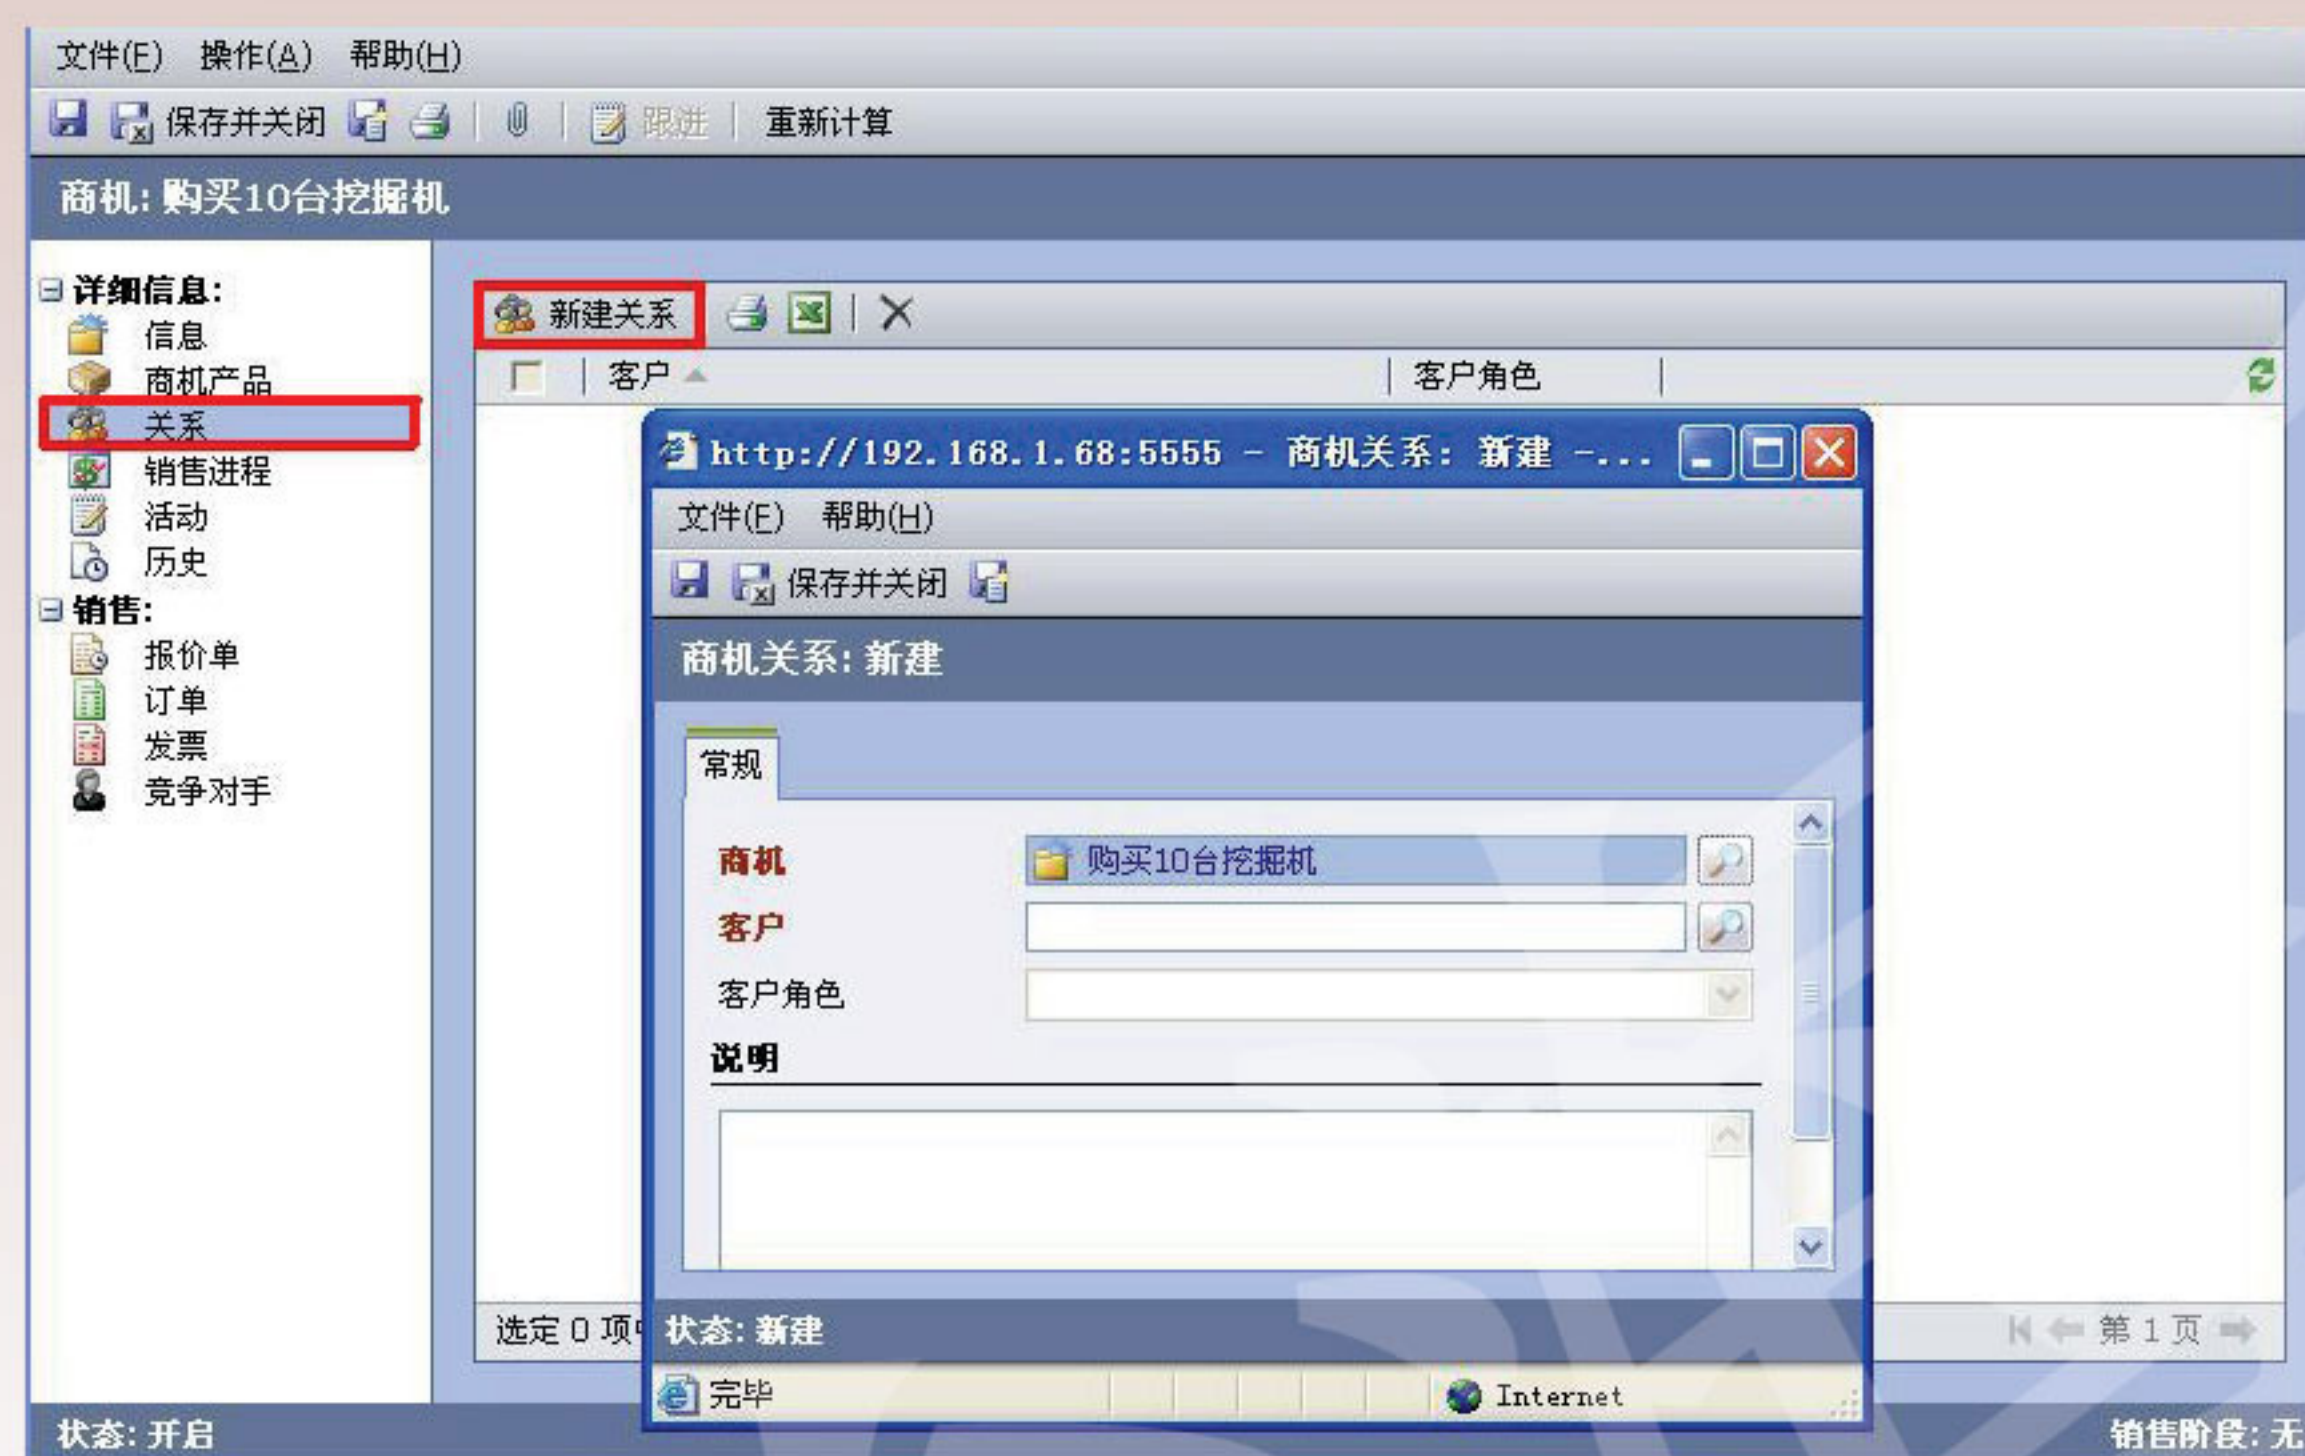 文件(F) 操作(A) 帮助(H)
保存并关闭 跟进 重新计算
商机: 购买10台挖掘机
详细信息:
信息
商机产品
关系
销售进程
活动
历史
销售:
报价单
订单
发票
竞争对手
新建关系
客户 客户角色
http://192.168.1.68:5555 - 商机关系: 新建 -...
文件(F) 帮助(H)
保存并关闭
商机关系: 新建
常规
商机 购买10台挖掘机
客户
客户角色
说明
状态: 新建
完毕 Internet
选定 0 项
第 1 页
状态: 开启
销售阶段: 无